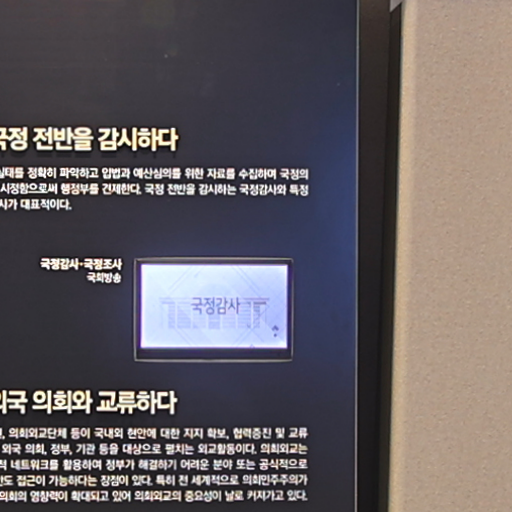 국정 전반을 감시하다
실태를 정확히 파악하고 입법과 예산심의를 위한 자료를 수집하며 국정의
시정함으로써 행정부를 견제한다. 국정 전반을 감시하는 국정감사와 특정
대표적이다.
국정감사·국정조사
국회방송
국정감사
외국 의회와 교류하다
의회외교단체 등이 국내외 현안에 대한 지지 확보, 협력증진 및 교류
외국 의회, 정부, 기관 등을 대상으로 펼치는 외교활동이다. 의회외교는
네트워크를 활용하여 정부가 해결하기 어려운 분야 또는 공식적으로
접근이 가능하다는 장점이 있다. 특히 전 세계적으로 의회민주주의가
의회의 영향력이 확대되고 있어 의회외교의 중요성이 날로 커져가고 있다.